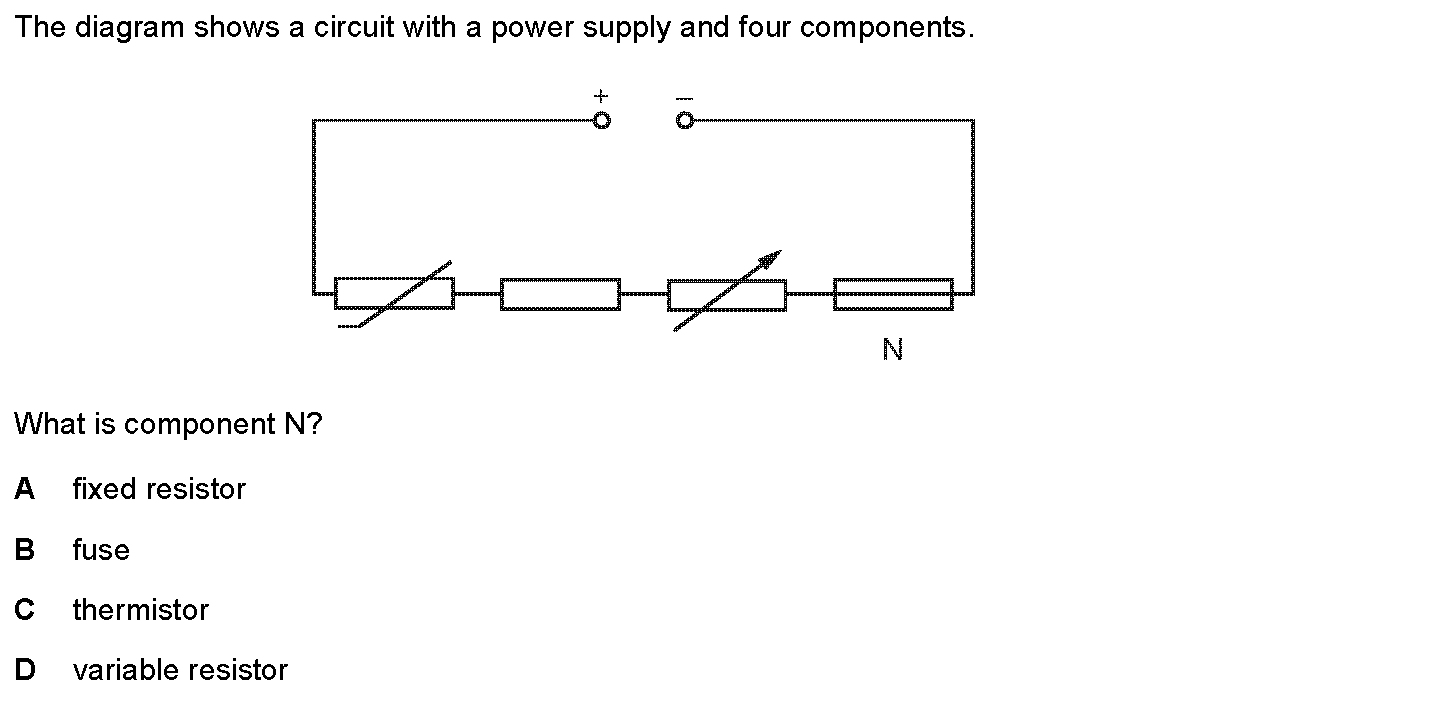 The diagram shows a circuit with a power supply and four components.
+ –
N
What is component N?
A fixed resistor
B fuse
C thermistor
D variable resistor